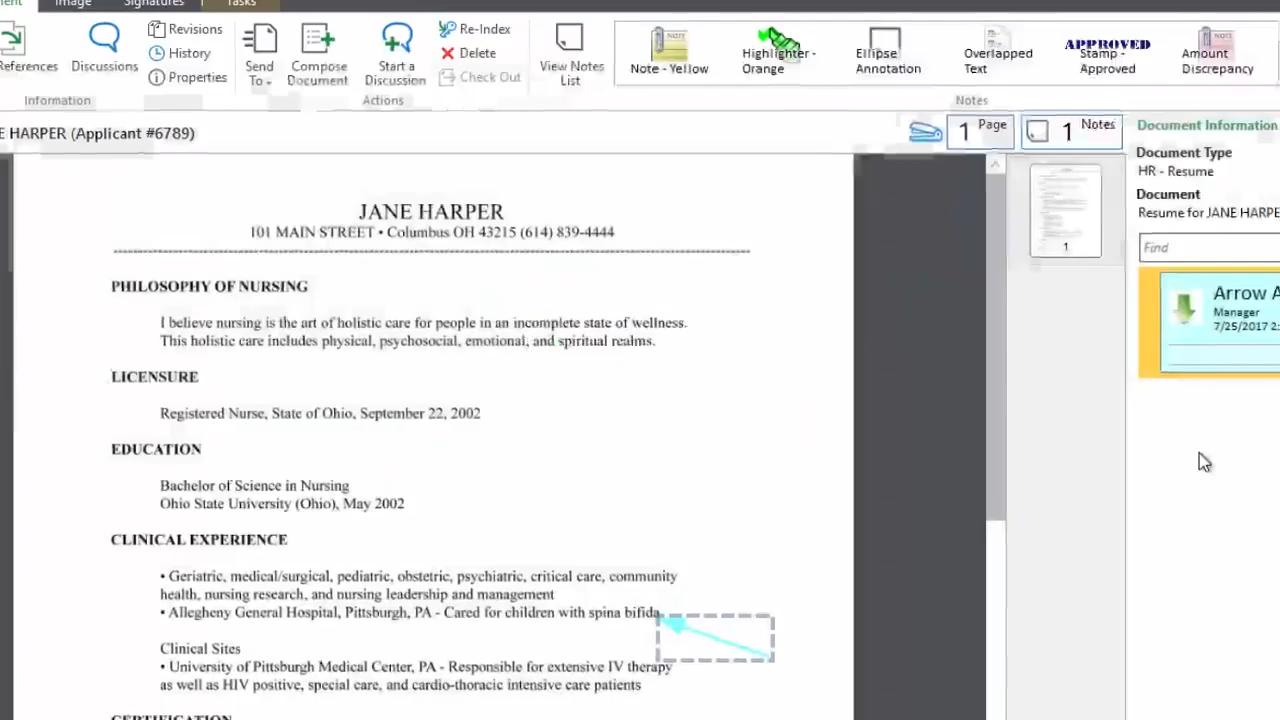 Image
Signatures
Tasks
References
Discussions
Revisions
History
Properties
Information
Send To
Compose Document
Start a Discussion
Re-Index
Delete
Check Out
Actions
View Notes List
NOTE
Note - Yellow
Highlighter - Orange
Ellipse Annotation
Overlapped Text
APPROVED
Stamp - Approved
Amount Discrepancy
Notes
E HARPER (Applicant #6789)
1 Page
1 Notes
Document Information
Document Type
HR - Resume
Document
Resume for JANE HARPE
Find
Arrow A
Manager
7/25/2017 2:
1
JANE HARPER
101 MAIN STREET • Columbus OH 43215 (614) 839-4444
PHILOSOPHY OF NURSING
I believe nursing is the art of holistic care for people in an incomplete state of wellness.
This holistic care includes physical, psychosocial, emotional, and spiritual realms.
LICENSURE
Registered Nurse, State of Ohio, September 22, 2002
EDUCATION
Bachelor of Science in Nursing
Ohio State University (Ohio), May 2002
CLINICAL EXPERIENCE
• Geriatric, medical/surgical, pediatric, obstetric, psychiatric, critical care, community
health, nursing research, and nursing leadership and management
• Allegheny General Hospital, Pittsburgh, PA - Cared for children with spina bifida
Clinical Sites
• University of Pittsburgh Medical Center, PA - Responsible for extensive IV therapy
as well as HIV positive, special care, and cardio-thoracic intensive care patients
CERTIFICATION